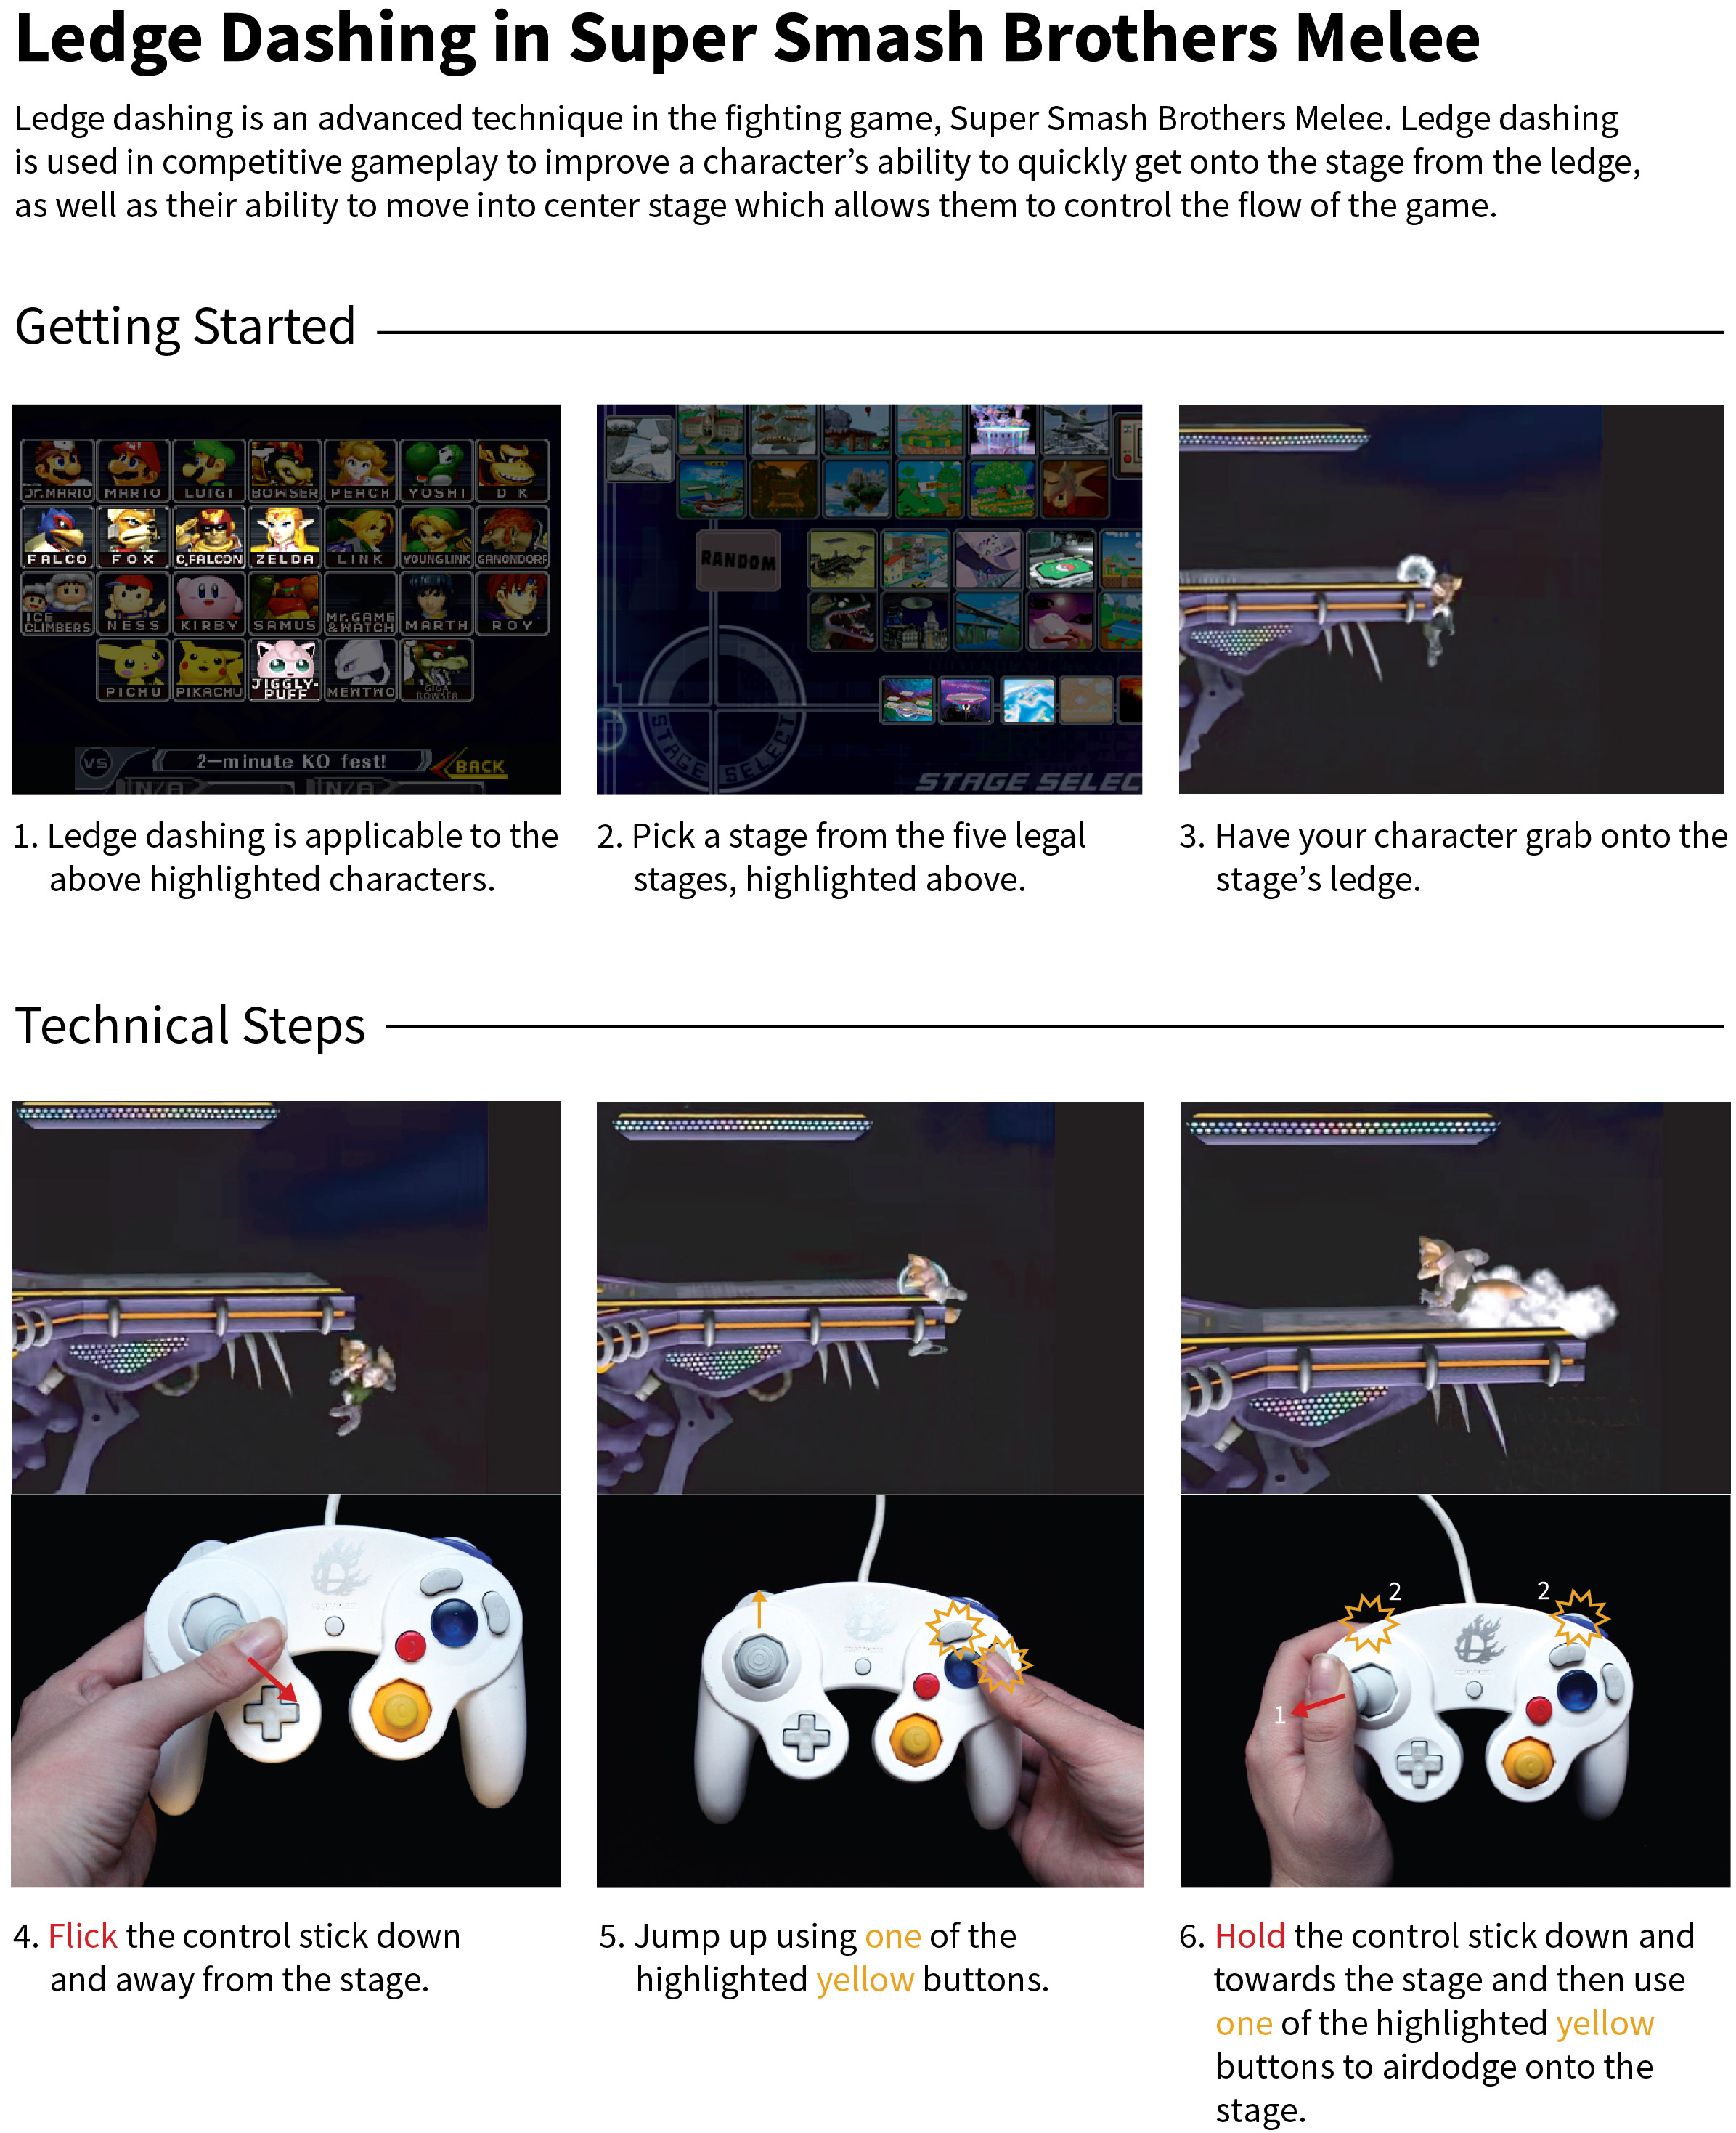 Ledge Dashing in Super Smash Brothers Melee
Ledge dashing is an advanced technique in the fighting game, Super Smash Brothers Melee. Ledge dashing
is used in competitive gameplay to improve a character’s ability to quickly get onto the stage from the ledge,
as well as their ability to move into center stage which allows them to control the flow of the game.
Getting Started
Dr.MARIO MARIO LUIGI BOWSER PEACH YOSHI D K
FALCO FOX C.FALCON ZELDA LINK YOUNGLINK GANONDORF
ICE CLIMBERS NESS KIRBY SAMUS Mr.GAME &WATCH MARTH ROY
PICHU PIKACHU JIGGLY-PUFF MEWTWO GIGA BOWSER
VS 2-minute KO fest! BACK
N/A N/A
RANDOM
STAGE SELECT
STAGE SELEC
1. Ledge dashing is applicable to the
above highlighted characters.
2. Pick a stage from the five legal
stages, highlighted above.
3. Have your character grab onto the
stage’s ledge.
Technical Steps
2 2
1
4. Flick the control stick down
and away from the stage.
5. Jump up using one of the
highlighted yellow buttons.
6. Hold the control stick down and
towards the stage and then use
one of the highlighted yellow
buttons to airdodge onto the
stage.